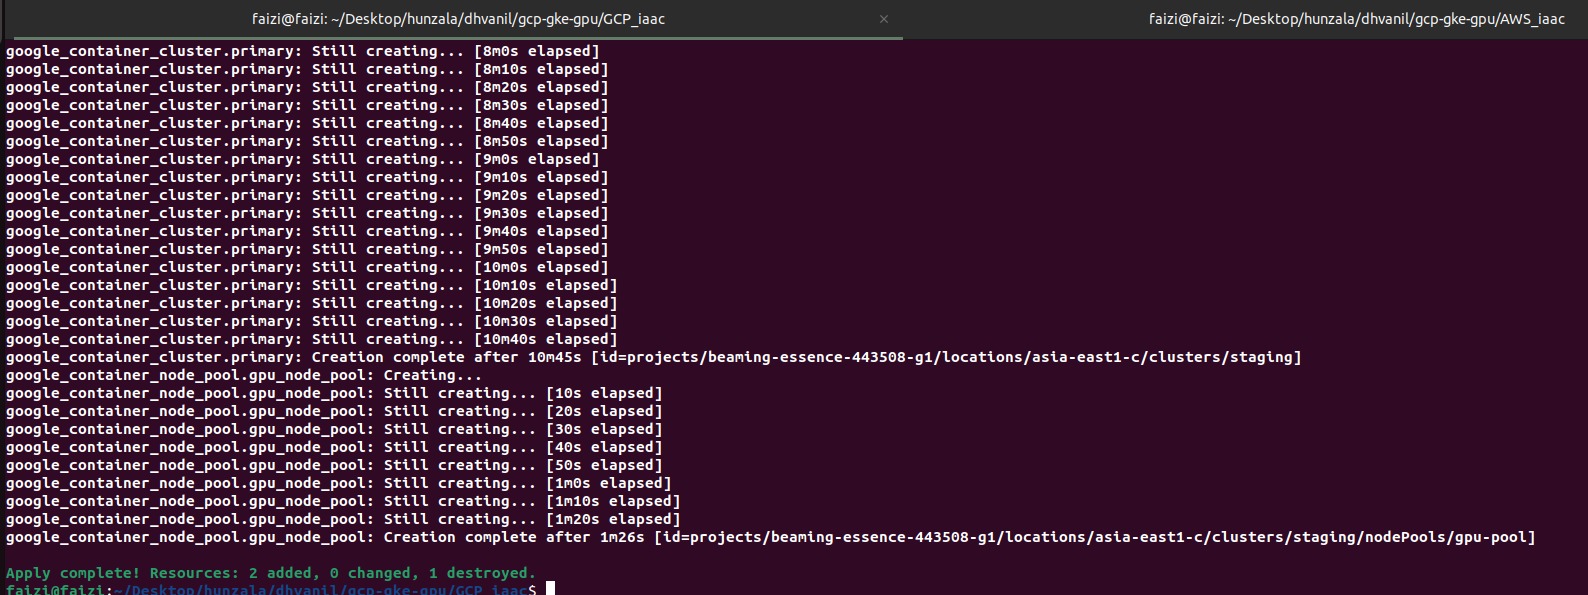 faizi@faizi: ~/Desktop/hunzala/dhvanil/gcp-gke-gpu/GCP_iaac × faizi@faizi: ~/Desktop/hunzala/dhvanil/gcp-gke-gpu/AWS_iaac
google_container_cluster.primary: Still creating... [8m0s elapsed]
google_container_cluster.primary: Still creating... [8m10s elapsed]
google_container_cluster.primary: Still creating... [8m20s elapsed]
google_container_cluster.primary: Still creating... [8m30s elapsed]
google_container_cluster.primary: Still creating... [8m40s elapsed]
google_container_cluster.primary: Still creating... [8m50s elapsed]
google_container_cluster.primary: Still creating... [9m0s elapsed]
google_container_cluster.primary: Still creating... [9m10s elapsed]
google_container_cluster.primary: Still creating... [9m20s elapsed]
google_container_cluster.primary: Still creating... [9m30s elapsed]
google_container_cluster.primary: Still creating... [9m40s elapsed]
google_container_cluster.primary: Still creating... [9m50s elapsed]
google_container_cluster.primary: Still creating... [10m0s elapsed]
google_container_cluster.primary: Still creating... [10m10s elapsed]
google_container_cluster.primary: Still creating... [10m20s elapsed]
google_container_cluster.primary: Still creating... [10m30s elapsed]
google_container_cluster.primary: Still creating... [10m40s elapsed]
google_container_cluster.primary: Creation complete after 10m45s [id=projects/beaming-essence-443508-g1/locations/asia-east1-c/clusters/staging]
google_container_node_pool.gpu_node_pool: Creating...
google_container_node_pool.gpu_node_pool: Still creating... [10s elapsed]
google_container_node_pool.gpu_node_pool: Still creating... [20s elapsed]
google_container_node_pool.gpu_node_pool: Still creating... [30s elapsed]
google_container_node_pool.gpu_node_pool: Still creating... [40s elapsed]
google_container_node_pool.gpu_node_pool: Still creating... [50s elapsed]
google_container_node_pool.gpu_node_pool: Still creating... [1m0s elapsed]
google_container_node_pool.gpu_node_pool: Still creating... [1m10s elapsed]
google_container_node_pool.gpu_node_pool: Still creating... [1m20s elapsed]
google_container_node_pool.gpu_node_pool: Creation complete after 1m26s [id=projects/beaming-essence-443508-g1/locations/asia-east1-c/clusters/staging/nodePools/gpu-pool]
Apply complete! Resources: 2 added, 0 changed, 1 destroyed.
faizi@faizi:~/Desktop/hunzala/dhvanil/gcp-gke-gpu/GCP_iaac$